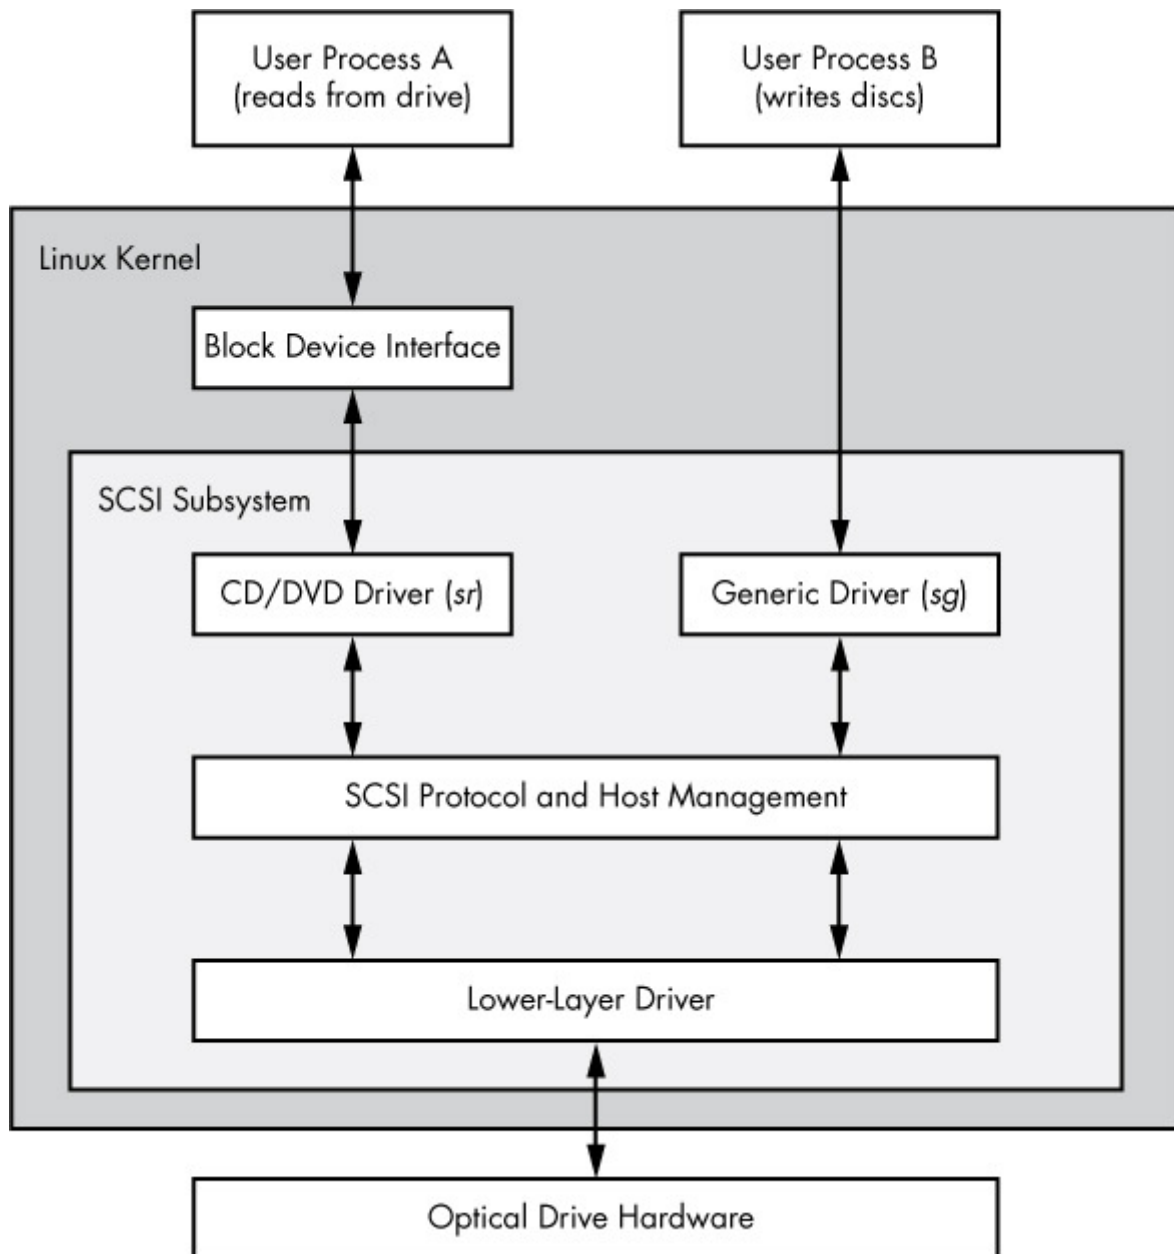 User Process A
(reads from drive)
User Process B
(writes discs)
Linux Kernel
Block Device Interface
SCSI Subsystem
CD/DVD Driver (sr)
Generic Driver (sg)
SCSI Protocol and Host Management
Lower-Layer Driver
Optical Drive Hardware